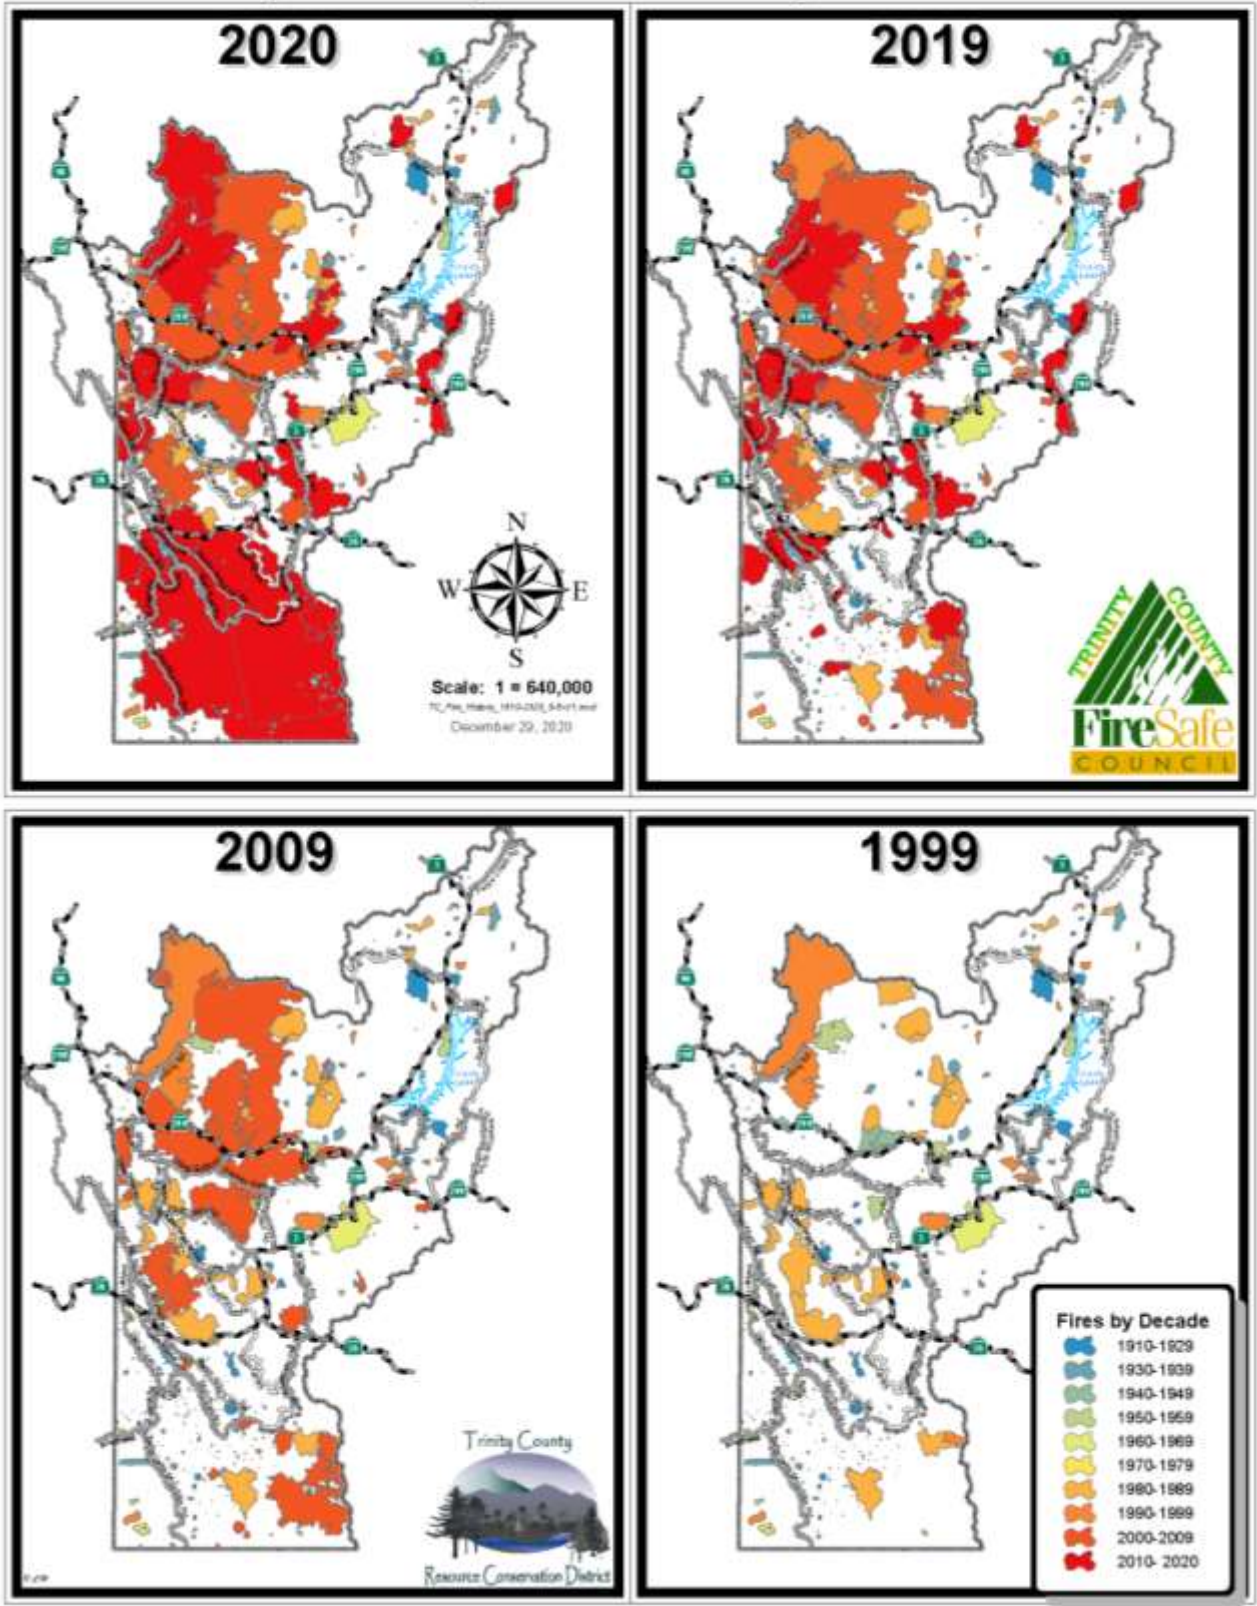 2020
2019
N
W E
S
Scale: 1 = 640,000
December 29, 2020
TRINITY COUNTY
FireSafe
COUNCIL
2009
1999
Trinity County
Resource Conservation District
Fires by Decade
1910-1929
1930-1939
1940-1949
1950-1959
1960-1969
1970-1979
1980-1989
1990-1999
2000-2009
2010- 2020